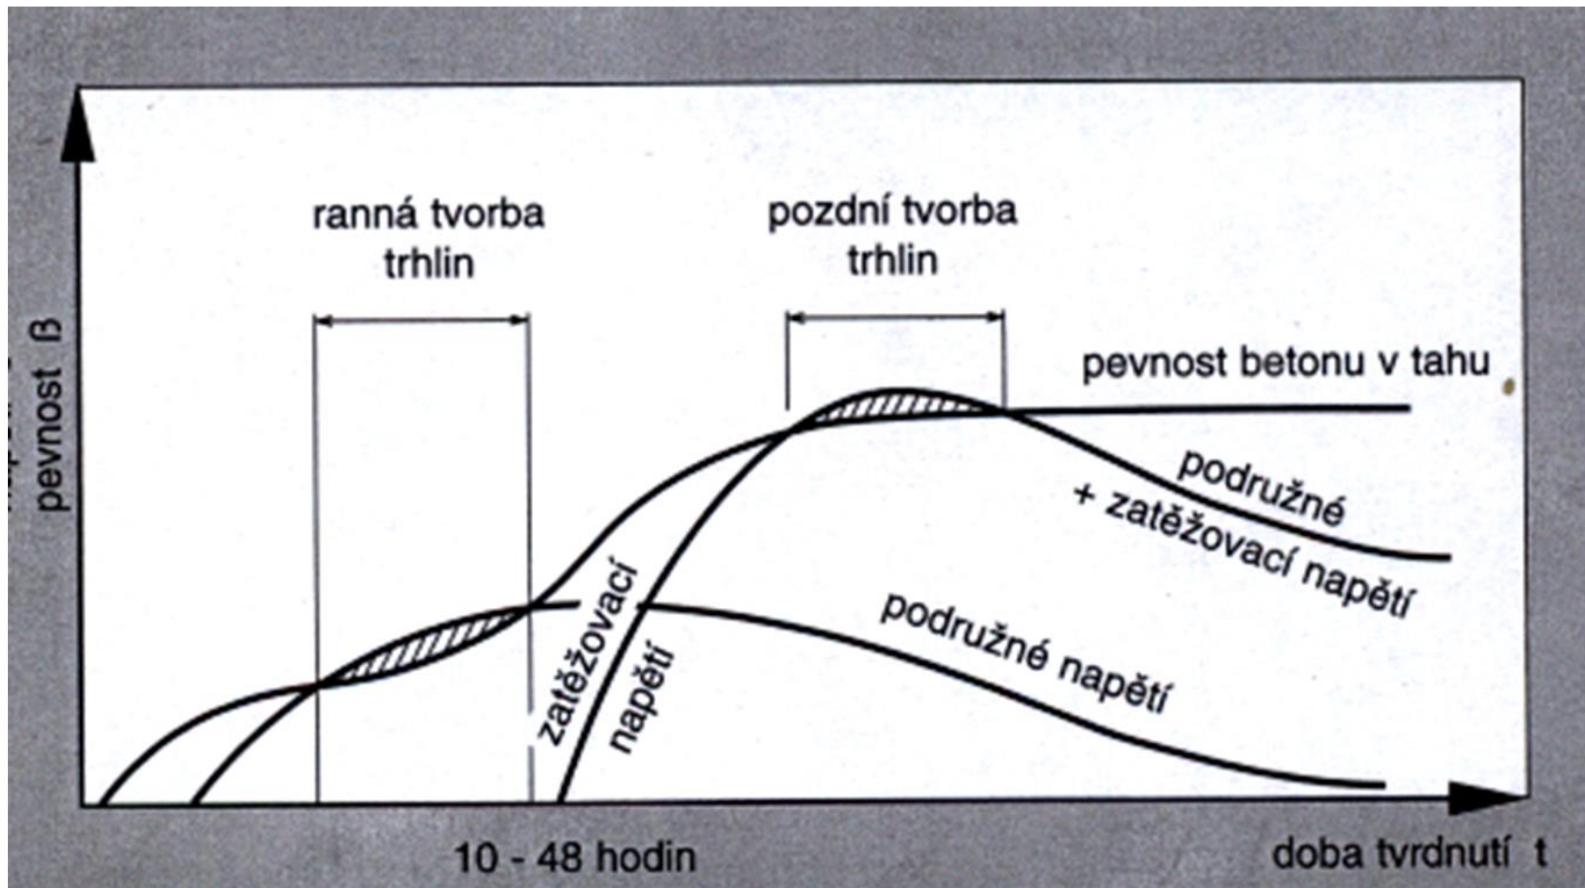 ranná tvorba
trhlin
pozdní tvorba
trhlin
pevnost ß
pevnost betonu v tahu
podružné
+ zatěžovací napětí
zatěžovací
napětí
podružné napětí
10 - 48 hodin
doba tvrdnutí t